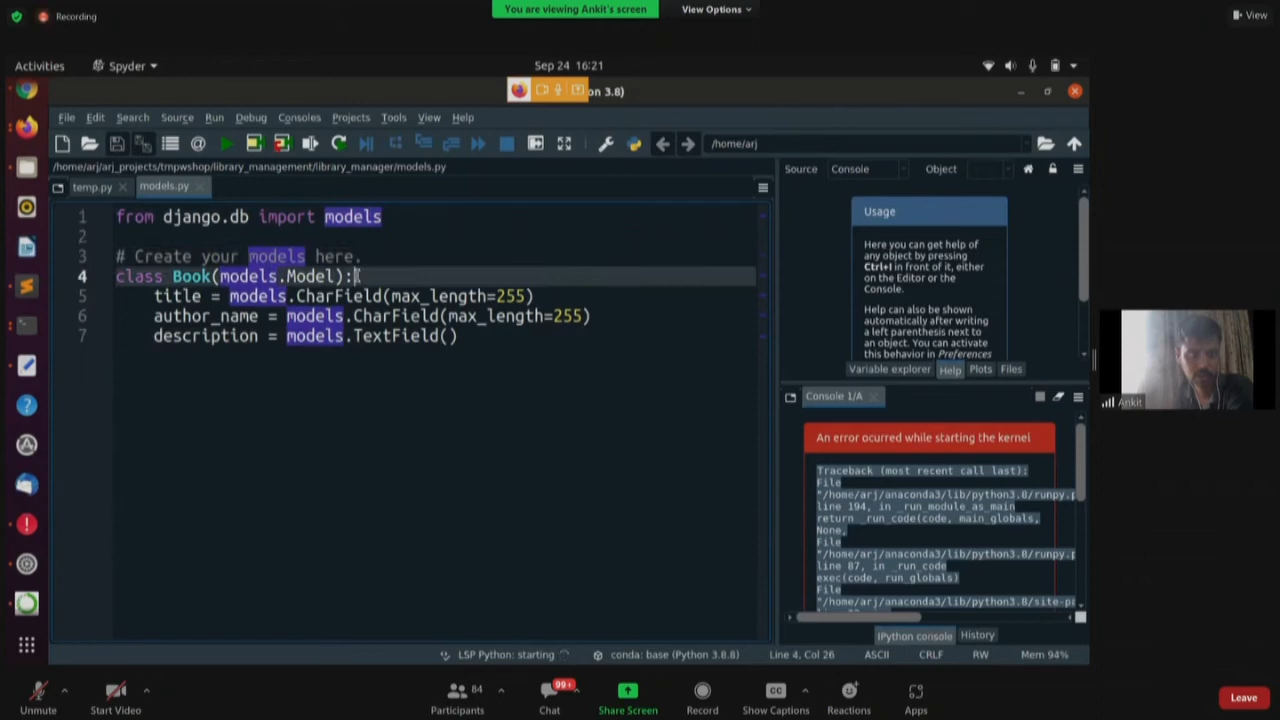 Recording
You are viewing Ankit's screen
View Options
View
Activities
Spyder
Sep 24 16:21
on 3.8)
File Edit Search Source Run Debug Consoles Projects Tools View Help
/home/arj
/home/arj/arj_projects/tmpwshop/library_management/library_manager/models.py
Source Console Object
temp.py
models.py
1 from django.db import models
2
3 # Create your models here.
4 class Book(models.Model):
5 title = models.CharField(max_length=255)
6 author_name = models.CharField(max_length=255)
7 description = models.TextField()
Usage
Here you can get help of
any object by pressing
Ctrl+I in front of it, either
on the Editor or the
Console.
Help can also be shown
automatically after writing
a left parenthesis next to
an object. You can activate
this behavior in Preferences
Variable explorer Help Plots Files
Console 1/A
An error ocurred while starting the kernel
Traceback (most recent call last):
File
"/home/arj/anaconda3/lib/python3.8/runpy.p
line 194, in _run_module_as_main
return _run_code(code, main_globals,
None,
File
"/home/arj/anaconda3/lib/python3.8/runpy.p
line 87, in _run_code
exec(code, run_globals)
File
"/home/arj/anaconda3/lib/python3.8/site-pa
IPython console History
LSP Python: starting
conda: base (Python 3.8.8)
Line 4, Col 26
ASCII
CRLF
RW
Mem 94%
Ankit
Unmute
Start Video
84
Participants
99+
Chat
Share Screen
Record
CC
Show Captions
Reactions
Apps
Leave